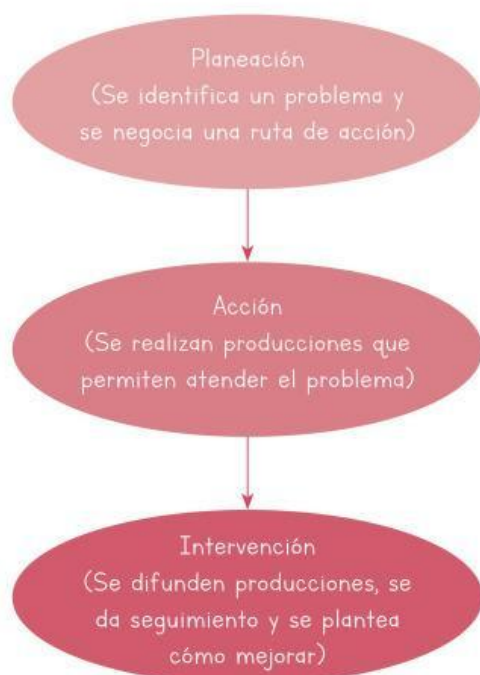 Planeación
(Se identifica un problema y
se negocia una ruta de acción)
Acción
(Se realizan producciones que
permiten atender el problema)
Intervención
(Se difunden producciones, se
da seguimiento y se plantea
cómo mejorar)